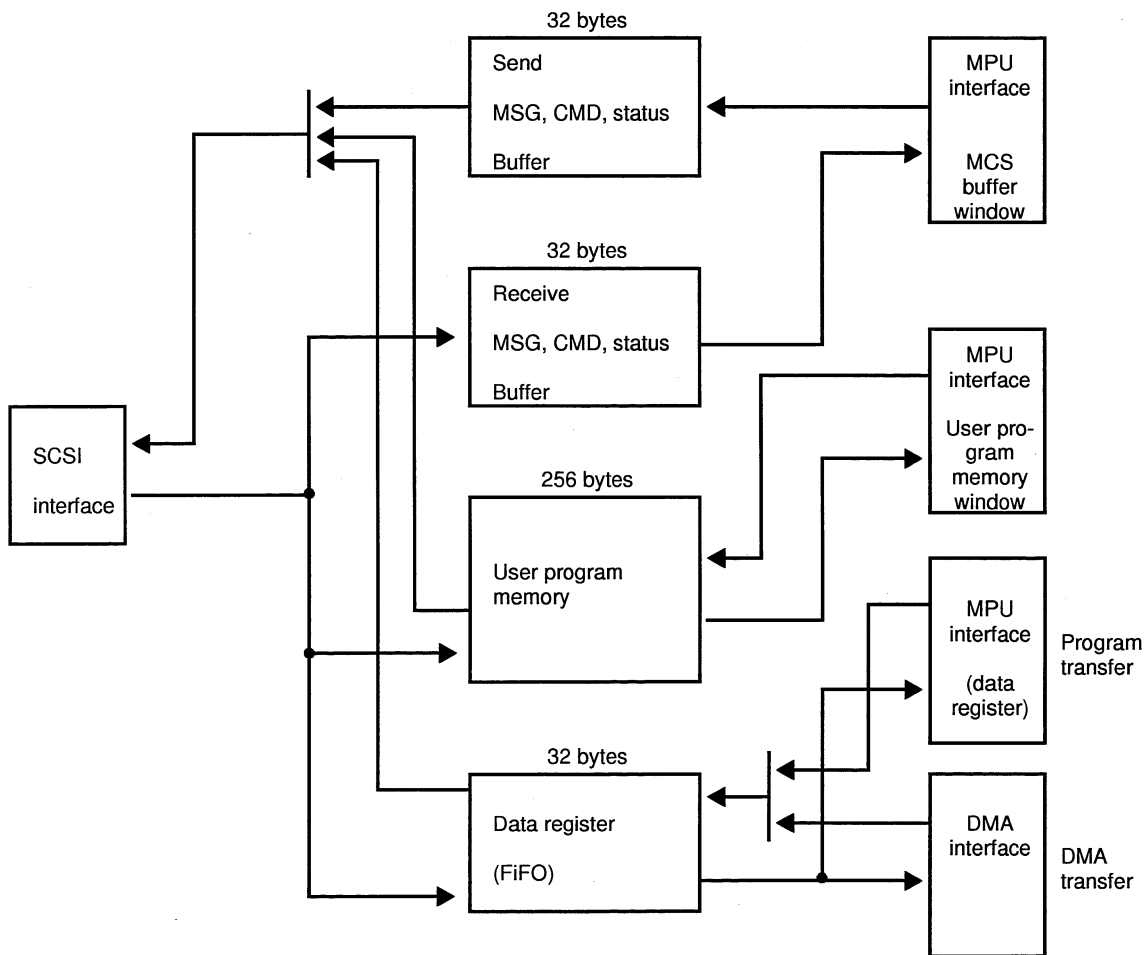 32 bytes
Send
MSG, CMD, status
Buffer
MPU
interface
MCS
buffer
window
32 bytes
Receive
MSG, CMD, status
Buffer
MPU
interface
User pro-
gram
memory
window
SCSI
interface
256 bytes
User program
memory
MPU
interface
(data
register)
Program
transfer
32 bytes
Data register
(FiFO)
DMA
interface
DMA
transfer